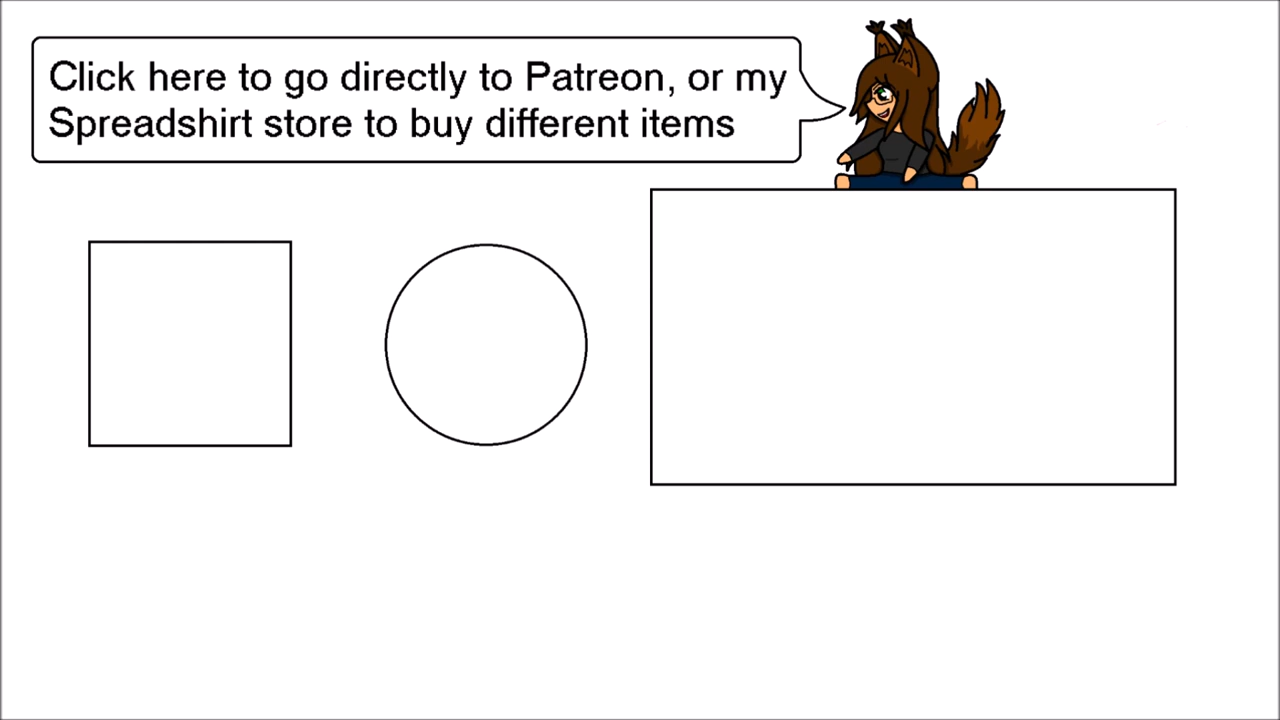 Click here to go directly to Patreon, or my
Spreadshirt store to buy different items